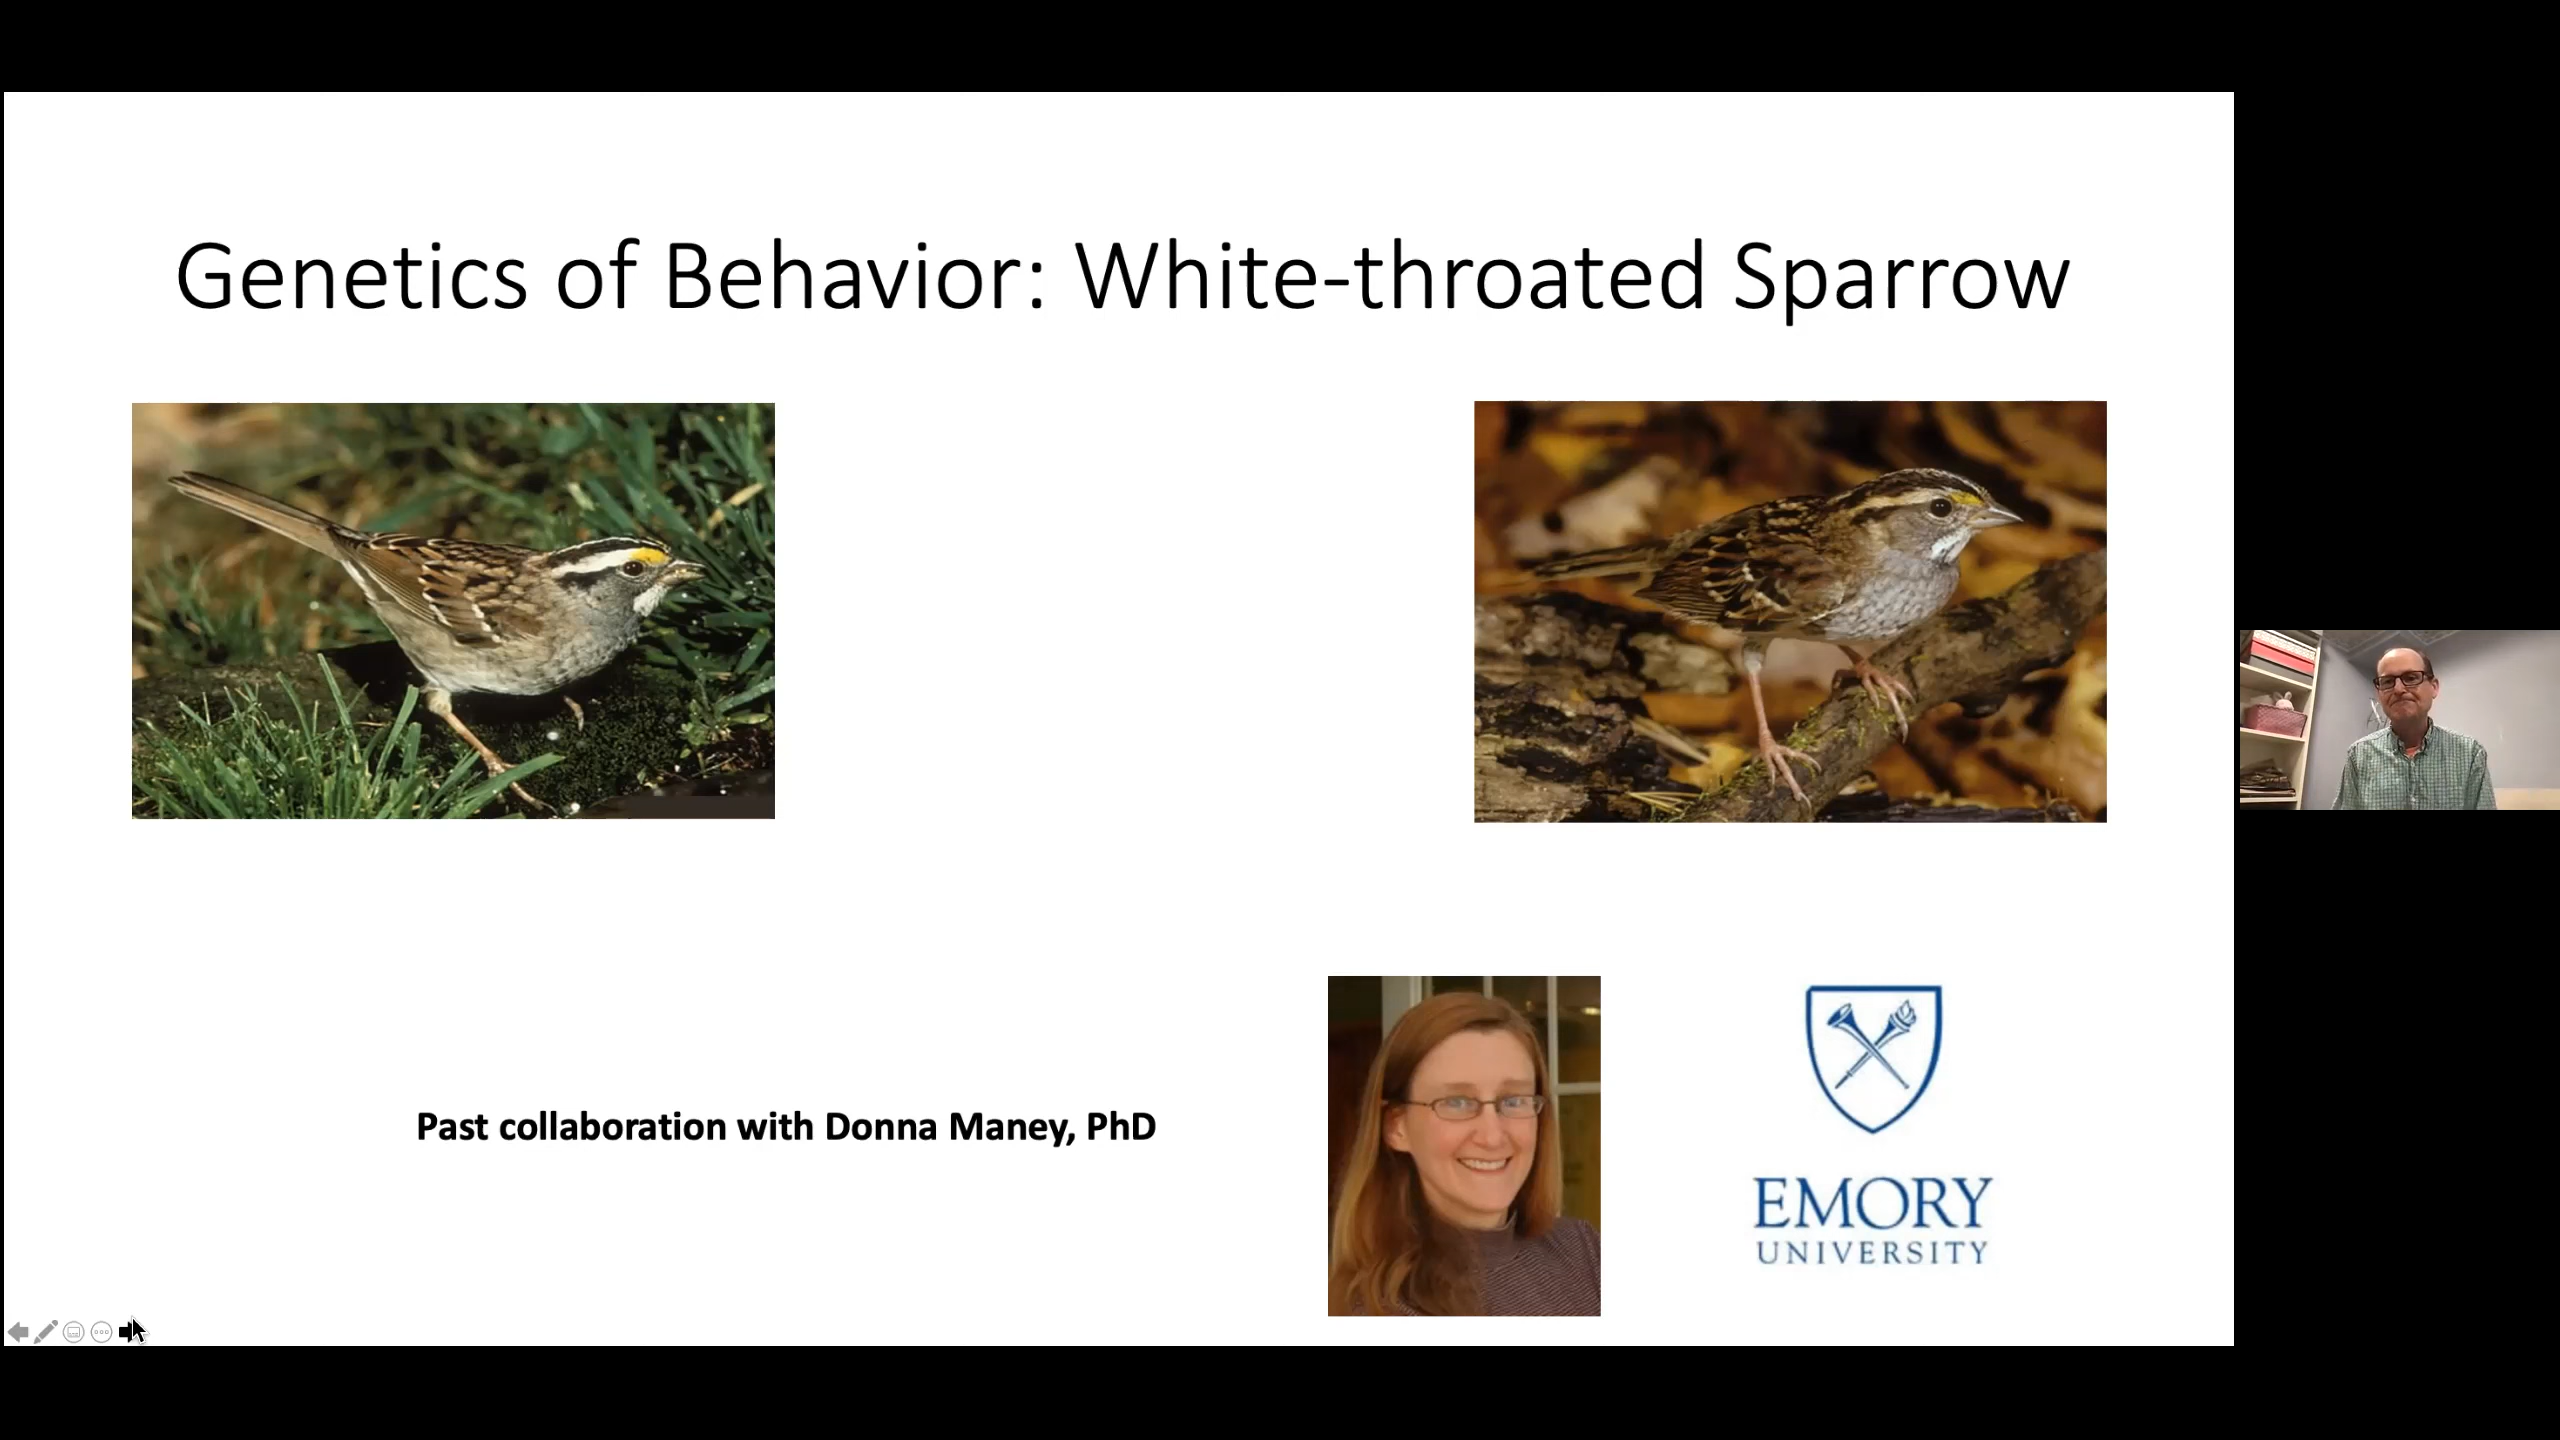 Genetics of Behavior: White-throated Sparrow
Past collaboration with Donna Maney, PhD
EMORY
UNIVERSITY